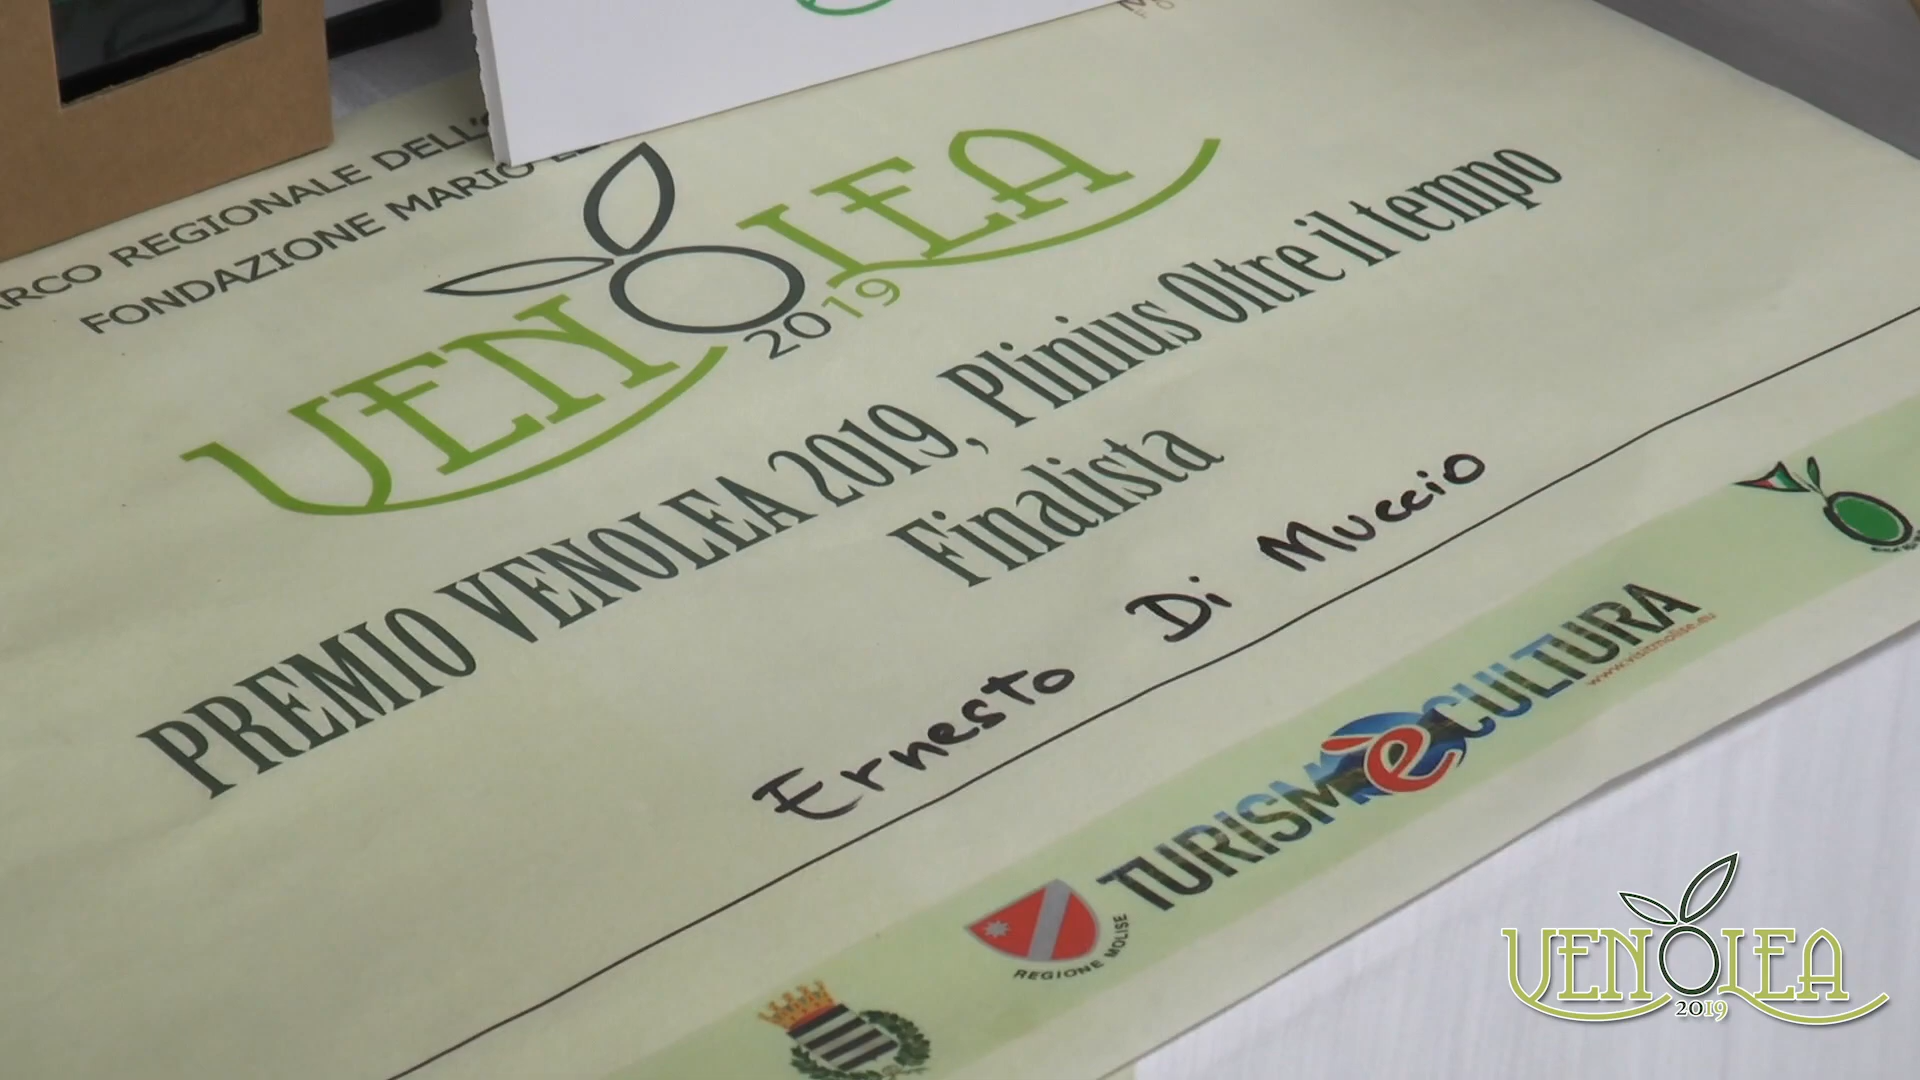 ARCO REGIONALE DELL'
FONDAZIONE MARIO
VENOLEA
2019
PREMIO VENOLEA 2019, Plinius Oltre il tempo
Finalista
Ernesto Di Muccio
TURISMÈCULTURA
www.visitmolise.eu
REGIONE MOLISE
VENOLEA
2019